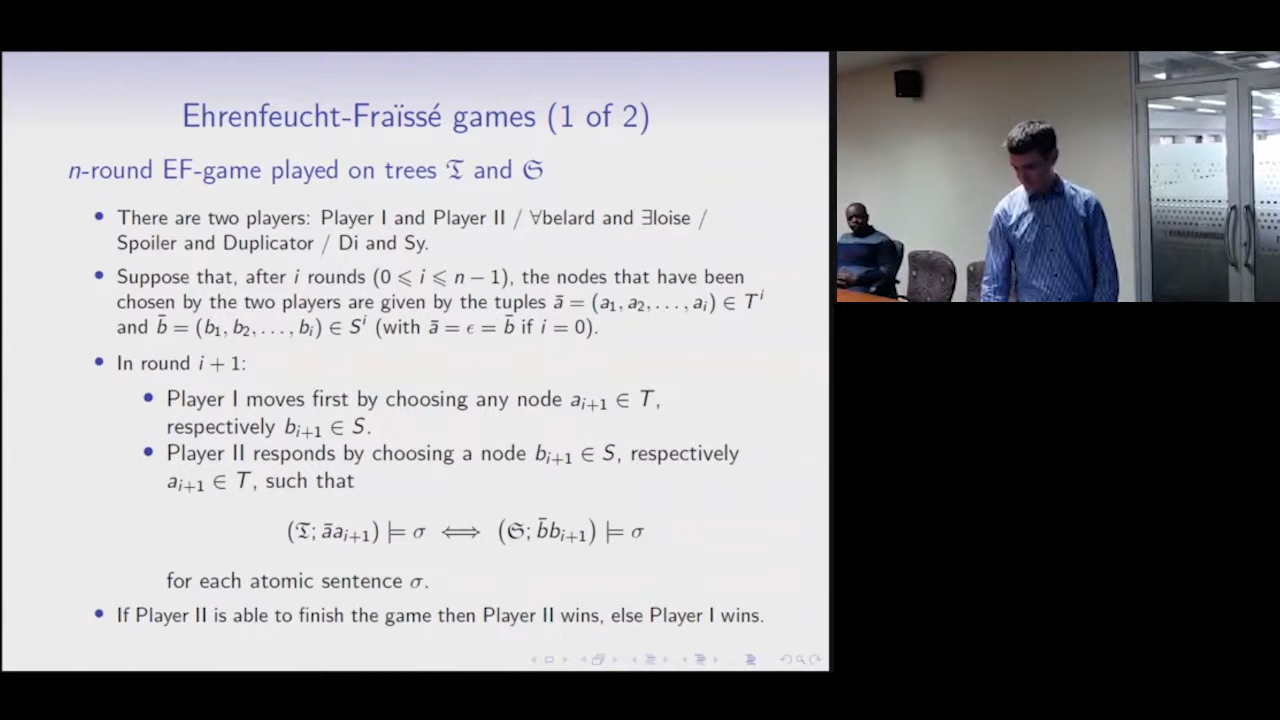 Ehrenfeucht-Fraïssé games (1 of 2)
n-round EF-game played on trees 𝔗 and 𝔖
• There are two players: Player I and Player II / ∀belard and ∃loise /
Spoiler and Duplicator / Di and Sy.
• Suppose that, after i rounds (0 ⩽ i ⩽ n − 1), the nodes that have been
chosen by the two players are given by the tuples ā = (a₁, a₂, . . . , aᵢ) ∈ Tⁱ
and b̄ = (b₁, b₂, . . . , bᵢ) ∈ Sⁱ (with ā = ϵ = b̄ if i = 0).
• In round i + 1:
• Player I moves first by choosing any node aᵢ₊₁ ∈ T,
respectively bᵢ₊₁ ∈ S.
• Player II responds by choosing a node bᵢ₊₁ ∈ S, respectively
aᵢ₊₁ ∈ T, such that
(𝔗; āaᵢ₊₁) ⊨ σ ⟺ (𝔖; b̄bᵢ₊₁) ⊨ σ
for each atomic sentence σ.
• If Player II is able to finish the game then Player II wins, else Player I wins.